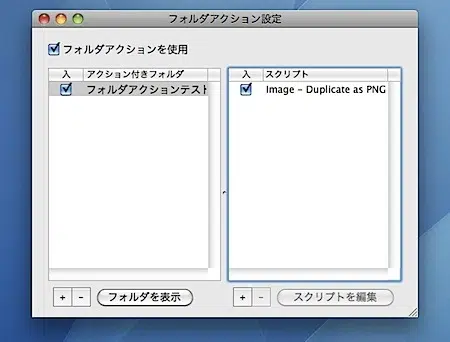 フォルダアクション設定
フォルダアクションを使用
入 アクション付きフォルダ
フォルダアクションテスト
入 スクリプト
Image – Duplicate as PNG
+ − フォルダを表示
+ − スクリプトを編集